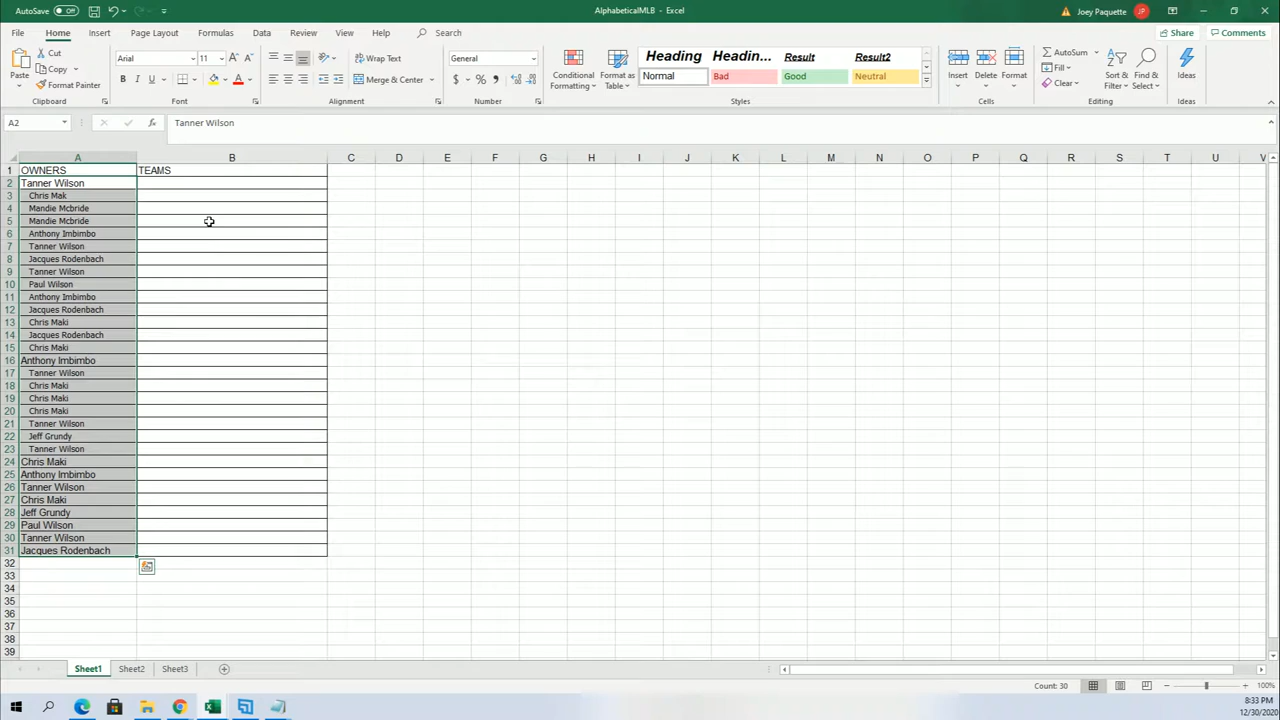 AutoSave Off AlphabeticalMLB - Excel Joey Paquette JP
File Home Insert Page Layout Formulas Data Review View Help Search Share Comments
Paste Cut Copy Format Painter Clipboard
Arial 11 A A B I U A Font
ab Wrap Text Merge & Center Alignment
General $ % , Number
Conditional Formatting Format as Table
Heading Headin... Result Result2
Normal Bad Good Neutral
Styles
Insert Delete Format Cells
AutoSum Fill Clear Sort & Filter Find & Select Editing
Ideas Ideas
A2 fx Tanner Wilson
A B C D E F G H I J K L M N O P Q R S T U V
1 OWNERS TEAMS
2 Tanner Wilson
3 Chris Mak
4 Mandie Mcbride
5 Mandie Mcbride
6 Anthony Imbimbo
7 Tanner Wilson
8 Jacques Rodenbach
9 Tanner Wilson
10 Paul Wilson
11 Anthony Imbimbo
12 Jacques Rodenbach
13 Chris Maki
14 Jacques Rodenbach
15 Chris Maki
16 Anthony Imbimbo
17 Tanner Wilson
18 Chris Maki
19 Chris Maki
20 Chris Maki
21 Tanner Wilson
22 Jeff Grundy
23 Tanner Wilson
24 Chris Maki
25 Anthony Imbimbo
26 Tanner Wilson
27 Chris Maki
28 Jeff Grundy
29 Paul Wilson
30 Tanner Wilson
31 Jacques Rodenbach
32
33
34
35
36
37
38
39
Sheet1 Sheet2 Sheet3
Count: 30 100%
8:33 PM
12/30/2020